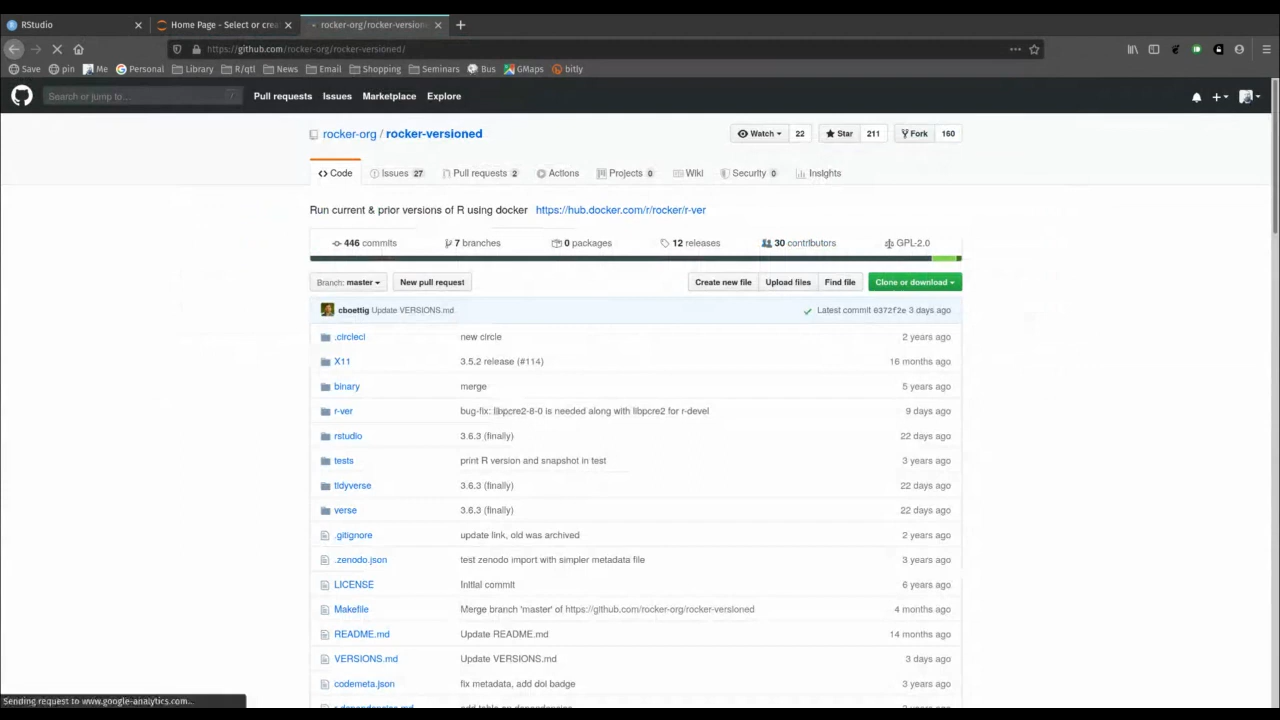 RStudio Home Page - Select or crea rocker-org/rocker-version
https://github.com/rocker-org/rocker-versioned/
Save pin Me Personal Library R/qtl News Email Shopping Seminars Bus GMaps bitly
Search or jump to... / Pull requests Issues Marketplace Explore
rocker-org / rocker-versioned Watch 22 Star 211 Fork 160
Code Issues 27 Pull requests 2 Actions Projects 0 Wiki Security 0 Insights
Run current & prior versions of R using docker https://hub.docker.com/r/rocker/r-ver
446 commits 7 branches 0 packages 12 releases 30 contributors GPL-2.0
Branch: master New pull request Create new file Upload files Find file Clone or download
cboettig Update VERSIONS.md Latest commit 0372f2e 3 days ago
.circleci new circle 2 years ago
X11 3.5.2 release (#114) 16 months ago
binary merge 5 years ago
r-ver bug-fix: libpcre2-8-0 is needed along with libpcre2 for r-devel 9 days ago
rstudio 3.6.3 (finally) 22 days ago
tests print R version and snapshot in test 3 years ago
tidyverse 3.6.3 (finally) 22 days ago
verse 3.6.3 (finally) 22 days ago
.gitignore update link, old was archived 2 years ago
.zenodo.json test zenodo import with simpler metadata file 3 years ago
LICENSE Initial commit 6 years ago
Makefile Merge branch 'master' of https://github.com/rocker-org/rocker-versioned 4 months ago
README.md Update README.md 14 months ago
VERSIONS.md Update VERSIONS.md 3 days ago
codemeta.json fix metadata, add doi badge 3 years ago
Sending request to www.google-analytics.com...